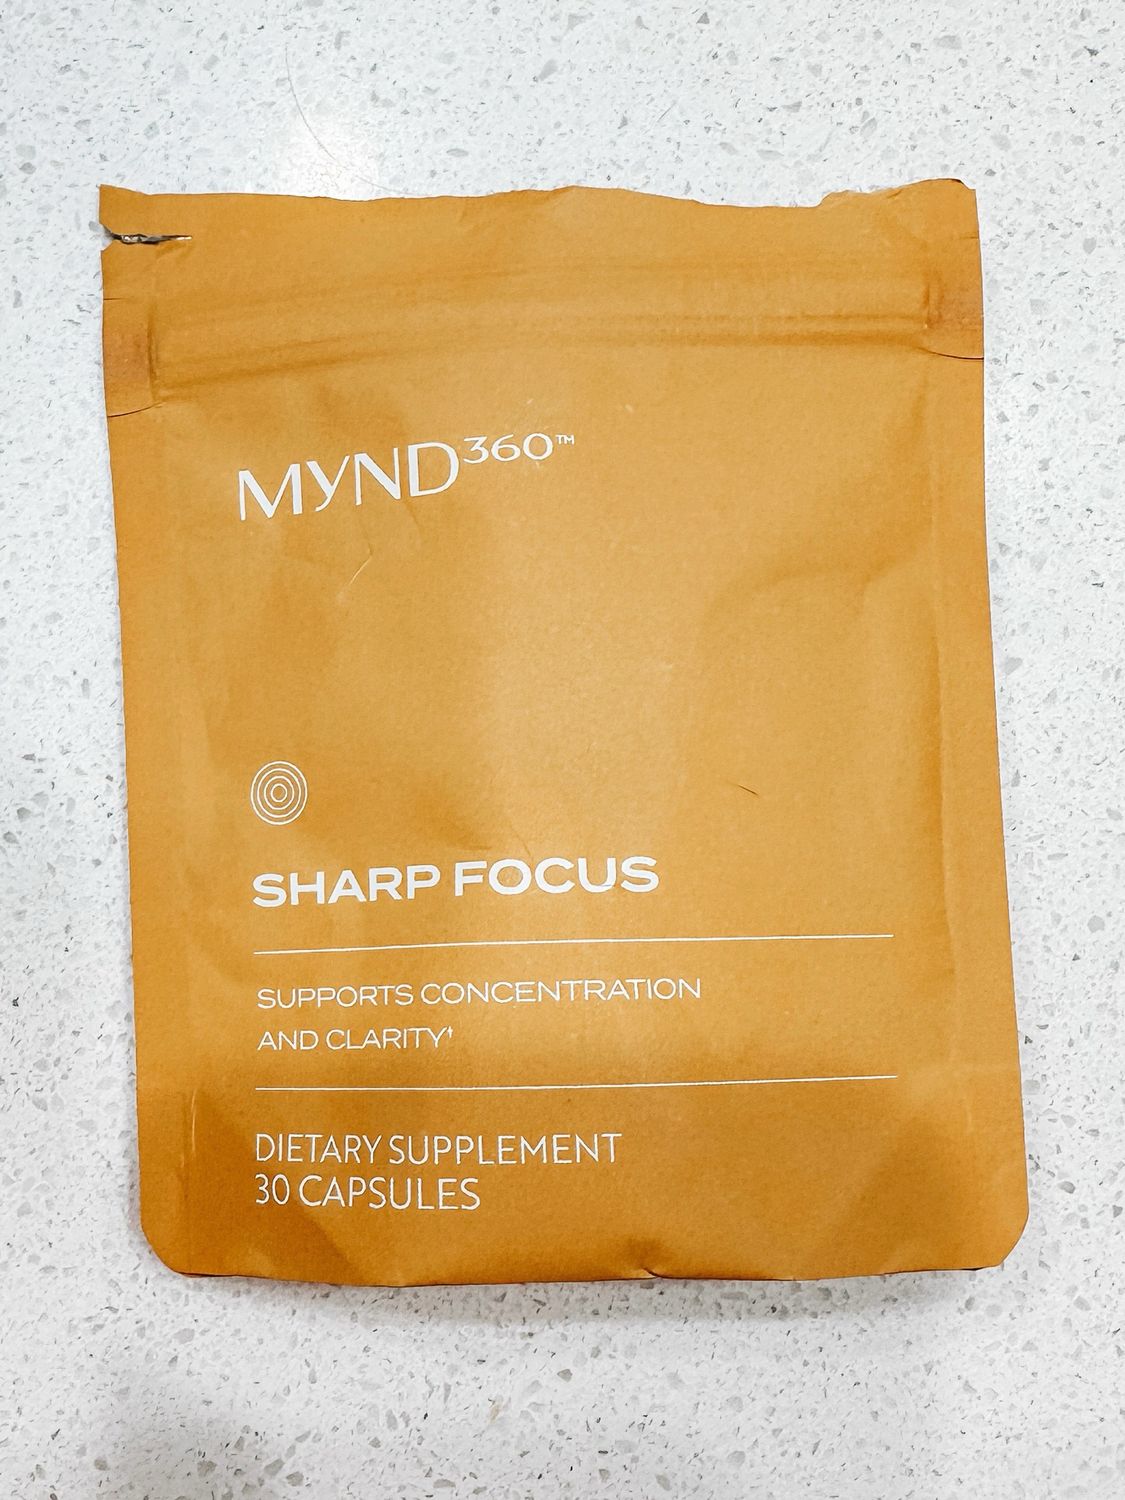 MYND360™
SHARP FOCUS
SUPPORTS CONCENTRATION
AND CLARITY†
DIETARY SUPPLEMENT
30 CAPSULES